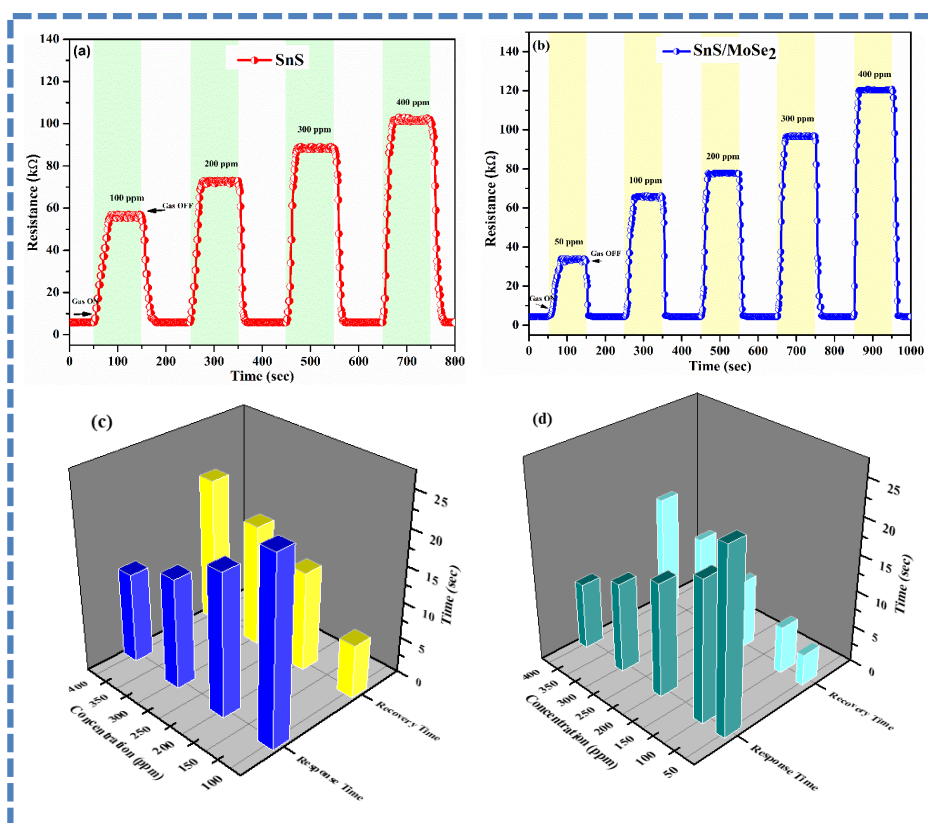 (a)
SnS
140
120
100
80
60
40
20
0
Resistance (kΩ)
100 ppm
200 ppm
300 ppm
400 ppm
Gas ON
Gas OFF
0 100 200 300 400 500 600 700 800
Time (sec)
(b)
SnS/MoSe2
140
120
100
80
60
40
20
0
Resistance (kΩ)
50 ppm
100 ppm
200 ppm
300 ppm
400 ppm
Gas ON
Gas OFF
0 100 200 300 400 500 600 700 800 900 1000
Time (sec)
(c)
25
20
15
10
5
0
Time (sec)
400
350
300
250
200
150
100
Concentration (ppm)
Recovery Time
Response Time
(d)
25
20
15
10
5
0
Time (sec)
400
350
300
250
200
150
100
50
Concentration (ppm)
Recovery Time
Response Time